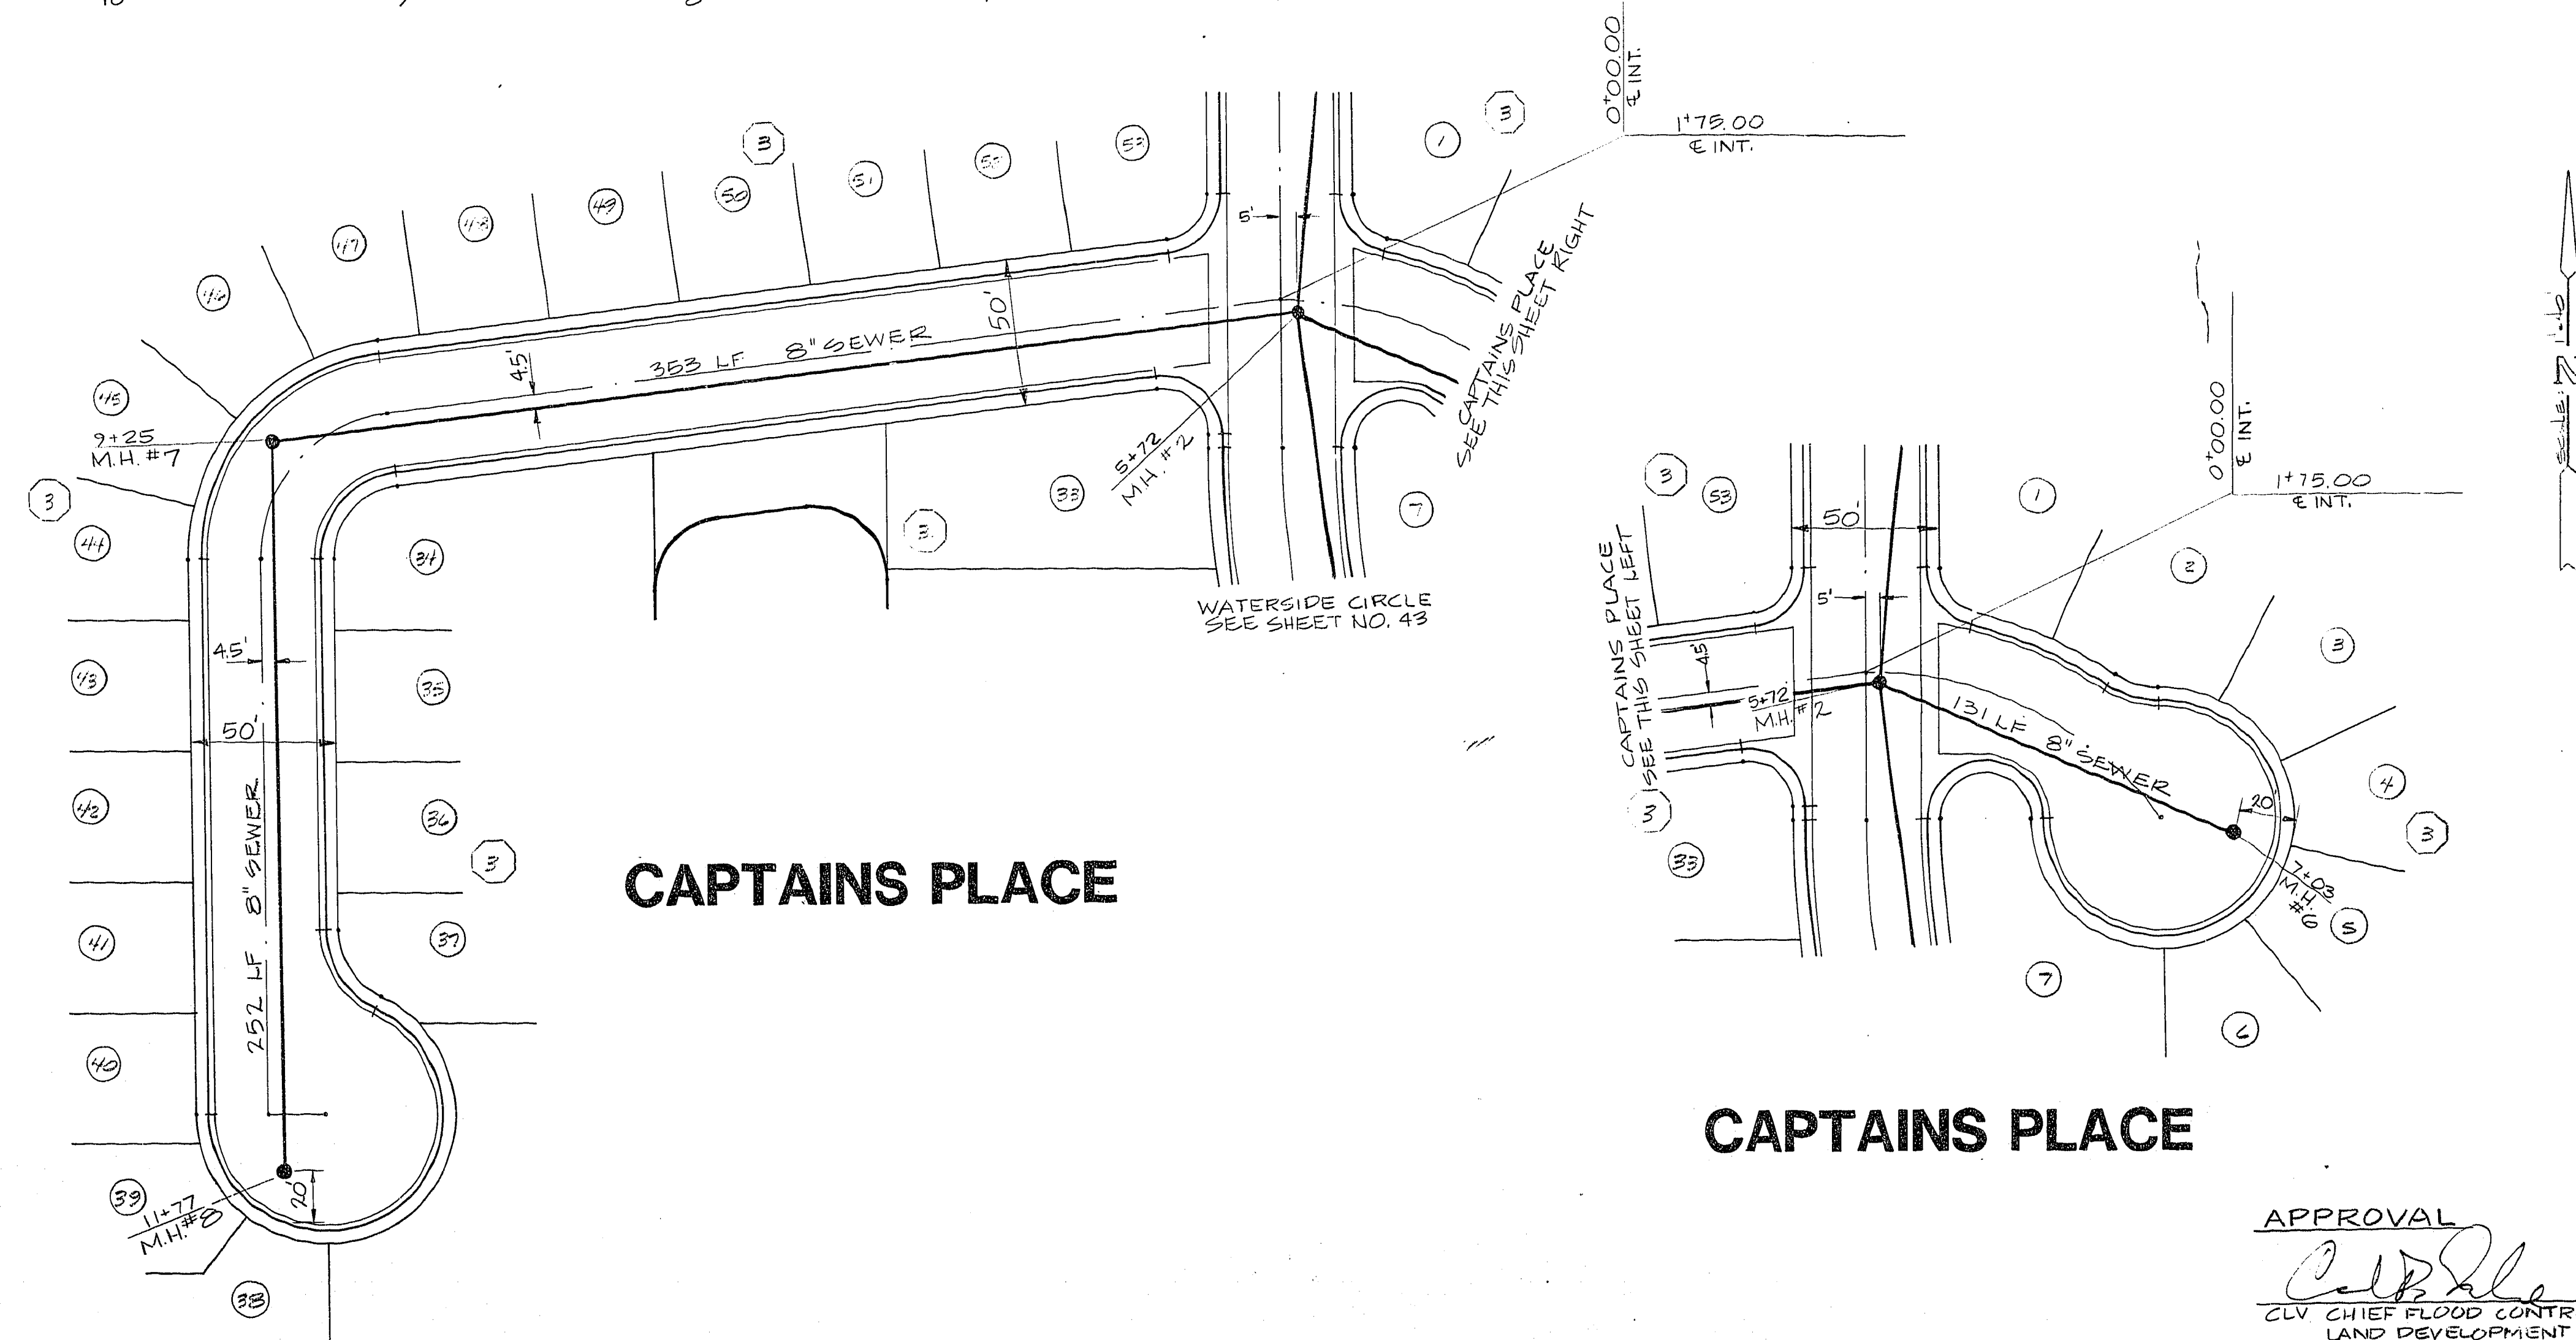 0+00.00
℄ INT.
1+75.00
℄ INT.
3
53
52
51
50
49
48
47
46
45
3
1
5'
CAPTAINS PLACE
SEE THIS SHEET RIGHT
50'
353 LF 8" SEWER
4.5'
9+25
M.H. #7
5+72
M.H. #2
3
44
34
33
3
7
WATERSIDE CIRCLE
SEE SHEET NO. 43
4.5'
43
35
50'
42
36
3
252 LF 8" SEWER
41
37
40
39
11+77
M.H. #8
20'
38
CAPTAINS PLACE
0+00.00
℄ INT.
1+75.00
℄ INT.
3
53
50'
1
2
CAPTAINS PLACE
SEE THIS SHEET LEFT
5'
3
4.5'
5+72
M.H. #2
131 LF 8" SEWER
4
20'
3
3
33
7+03
M.H.
#6
5
7
6
CAPTAINS PLACE
SCALE: 1"=40'
APPROVAL
CLV CHIEF FLOOD CONTR
LAND DEVELOPMENT